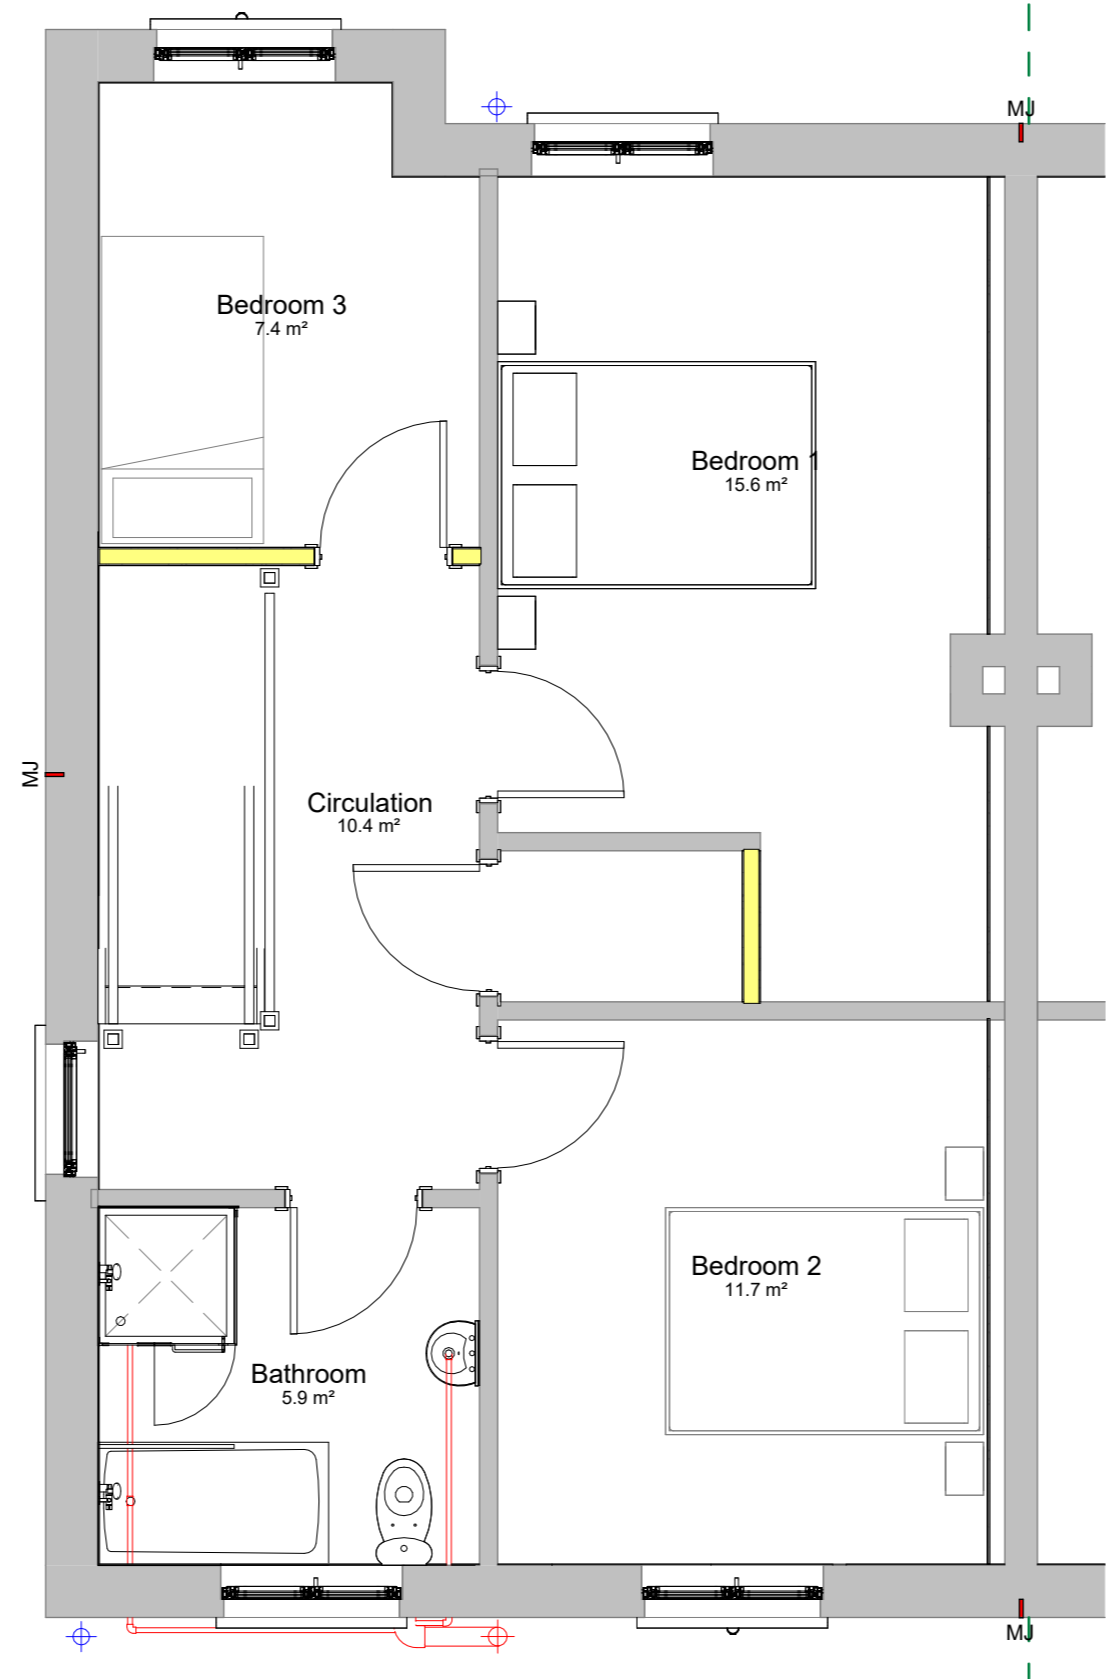 MJ
Bedroom 3
7.4 m²
Bedroom 1
15.6 m²
MJ
Circulation
10.4 m²
Bedroom 2
11.7 m²
Bathroom
5.9 m²
MJ